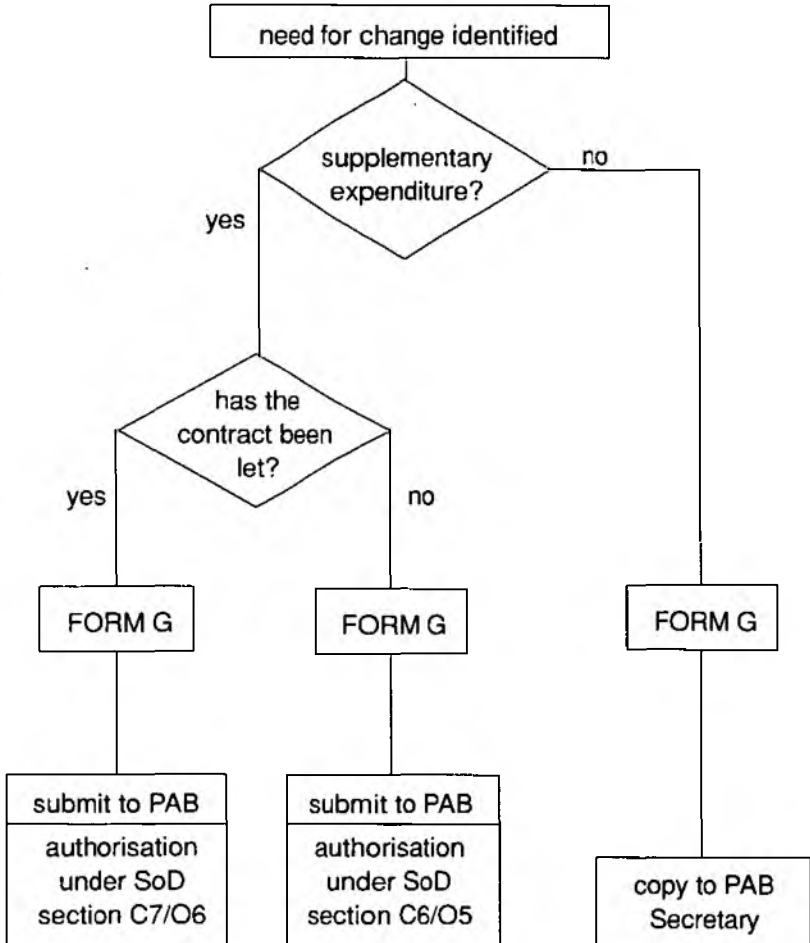 need for change identified
supplementary
expenditure?
no
yes
has the
contract been
let?
yes
no
FORM G
FORM G
FORM G
submit to PAB
authorisation
under SoD
section C7/O6
submit to PAB
authorisation
under SoD
section C6/O5
copy to PAB
Secretary